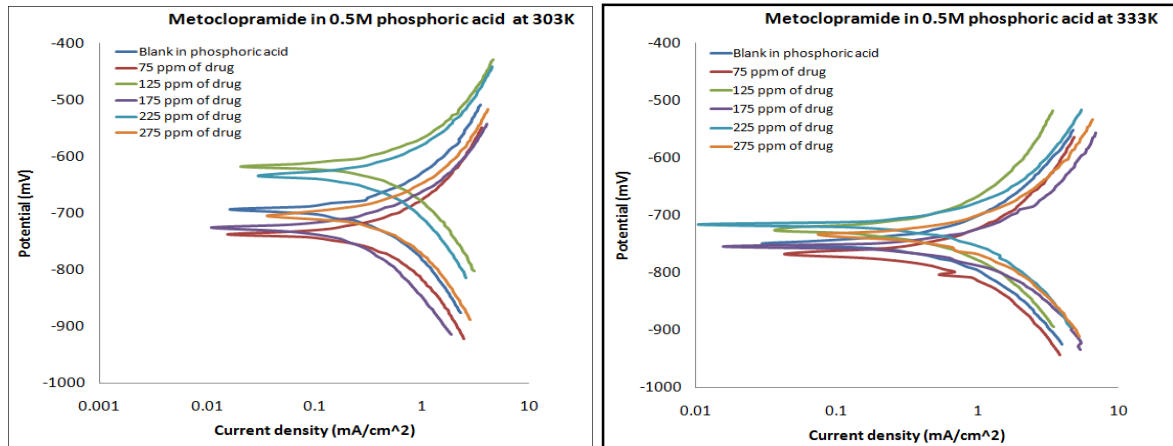 Metoclopramide in 0.5M phosphoric acid at 303K
-400
-500
-600
-700
-800
-900
-1000
Potential (mV)
Blank in phosphoric acid
75 ppm of drug
125 ppm of drug
175 ppm of drug
225 ppm of drug
275 ppm of drug
0.001
0.01
0.1
1
10
Current density (mA/cm^2)
Metoclopramide in 0.5M phosphoric acid at 333K
-400
-500
-600
-700
-800
-900
-1000
Potential (mV)
Blank in phosphoric acid
75 ppm of drug
125 ppm of drug
175 ppm of drug
225 ppm of drug
275 ppm of drug
0.01
0.1
1
10
Current density (mA/cm^2)